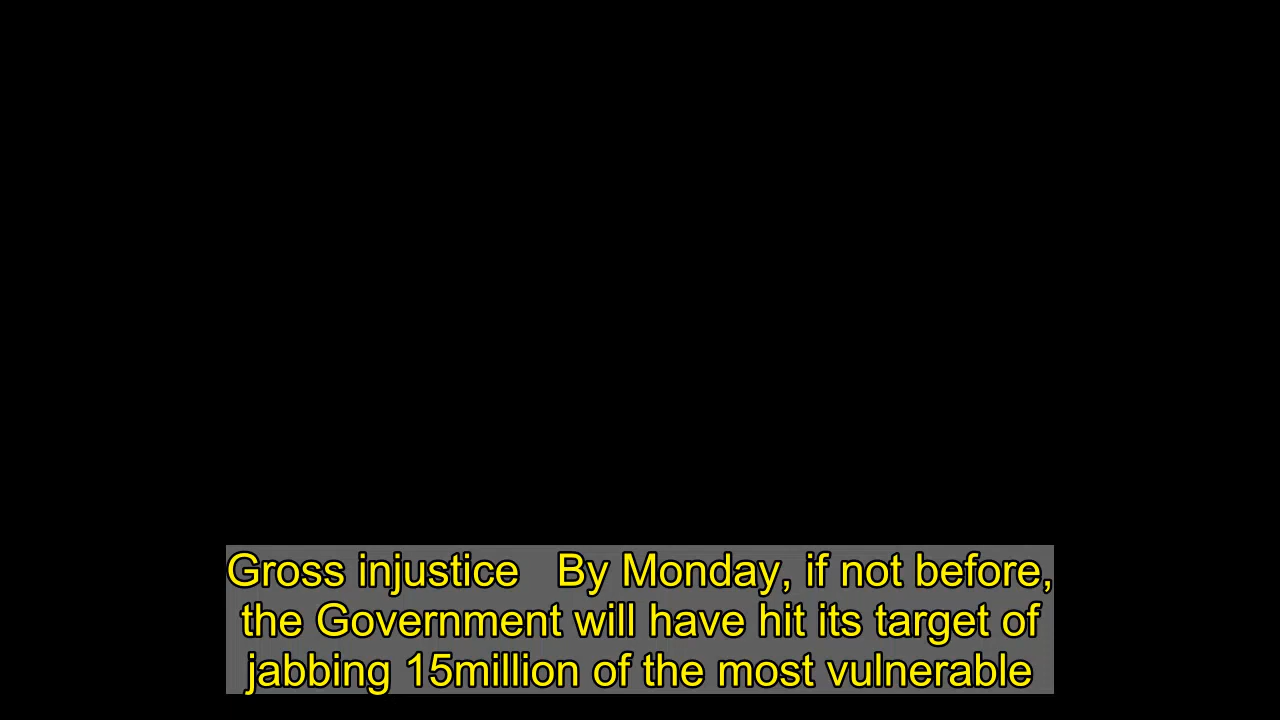 Gross injustice   By Monday, if not before,
the Government will have hit its target of
jabbing 15million of the most vulnerable